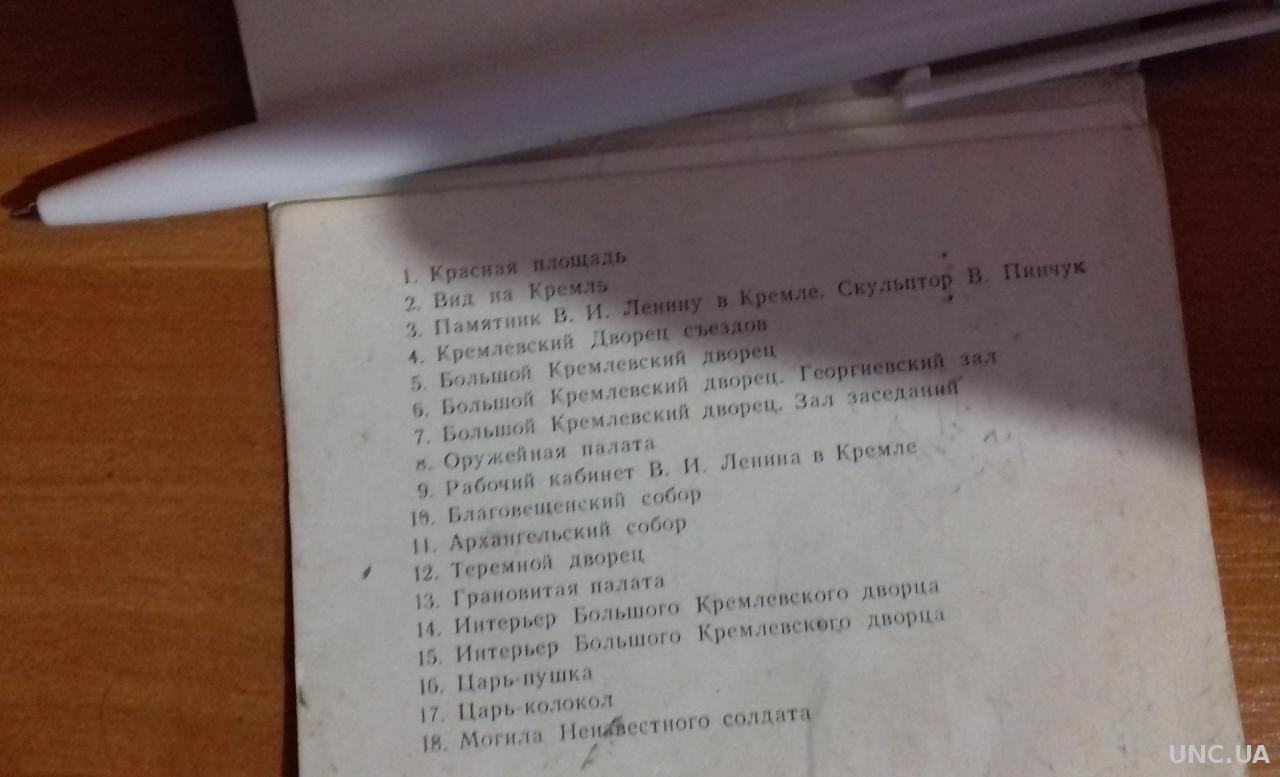 1. Красная площадь
2. Вид на Кремль
3. Памятник В. И. Ленину в Кремле. Скульптор В. Пинчук
4. Кремлевский Дворец съездов
5. Большой Кремлевский дворец
6. Большой Кремлевский дворец. Георгиевский зал
7. Большой Кремлевский дворец. Зал заседаний
8. Оружейная палата
9. Рабочий кабинет В. И. Ленина в Кремле
10. Благовещенский собор
11. Архангельский собор
12. Теремной дворец
13. Грановитая палата
14. Интерьер Большого Кремлевского дворца
15. Интерьер Большого Кремлевского дворца
16. Царь-пушка
17. Царь-колокол
18. Могила Неизвестного солдата
UNC.UA